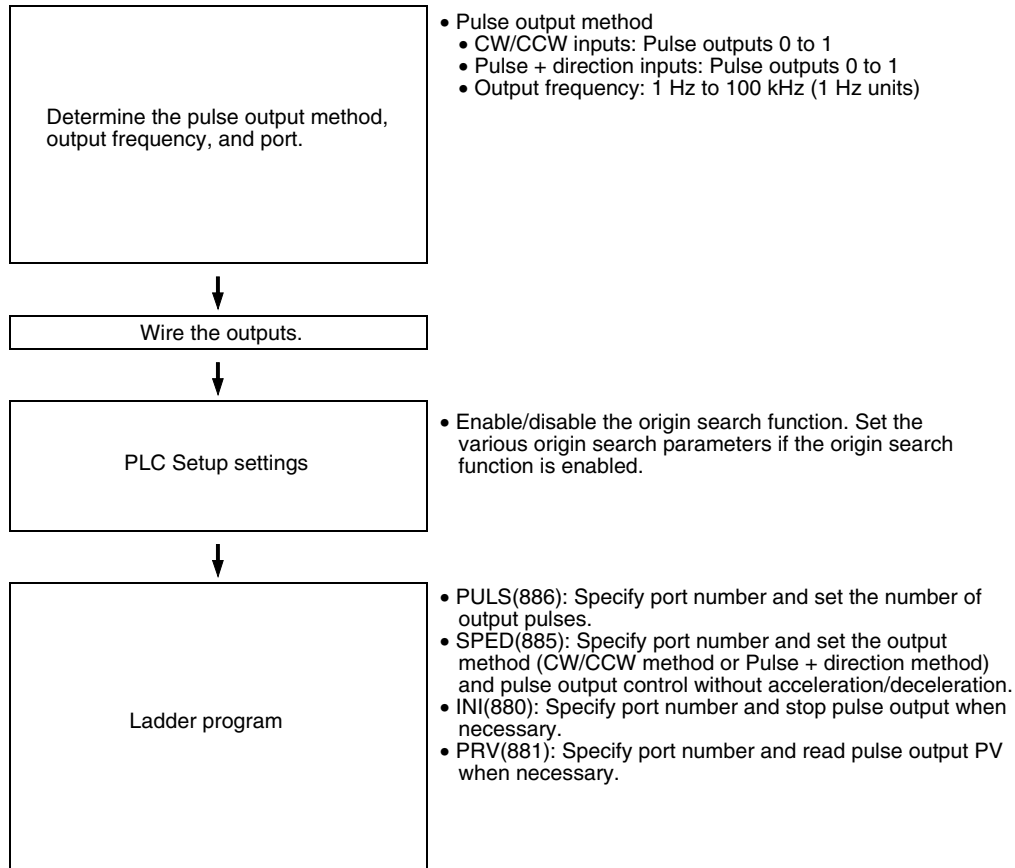 Determine the pulse output method,
output frequency, and port.
• Pulse output method
• CW/CCW inputs: Pulse outputs 0 to 1
• Pulse + direction inputs: Pulse outputs 0 to 1
• Output frequency: 1 Hz to 100 kHz (1 Hz units)
Wire the outputs.
PLC Setup settings
• Enable/disable the origin search function. Set the
various origin search parameters if the origin search
function is enabled.
Ladder program
• PULS(886): Specify port number and set the number of
output pulses.
• SPED(885): Specify port number and set the output
method (CW/CCW method or Pulse + direction method)
and pulse output control without acceleration/deceleration.
• INI(880): Specify port number and stop pulse output when
necessary.
• PRV(881): Specify port number and read pulse output PV
when necessary.